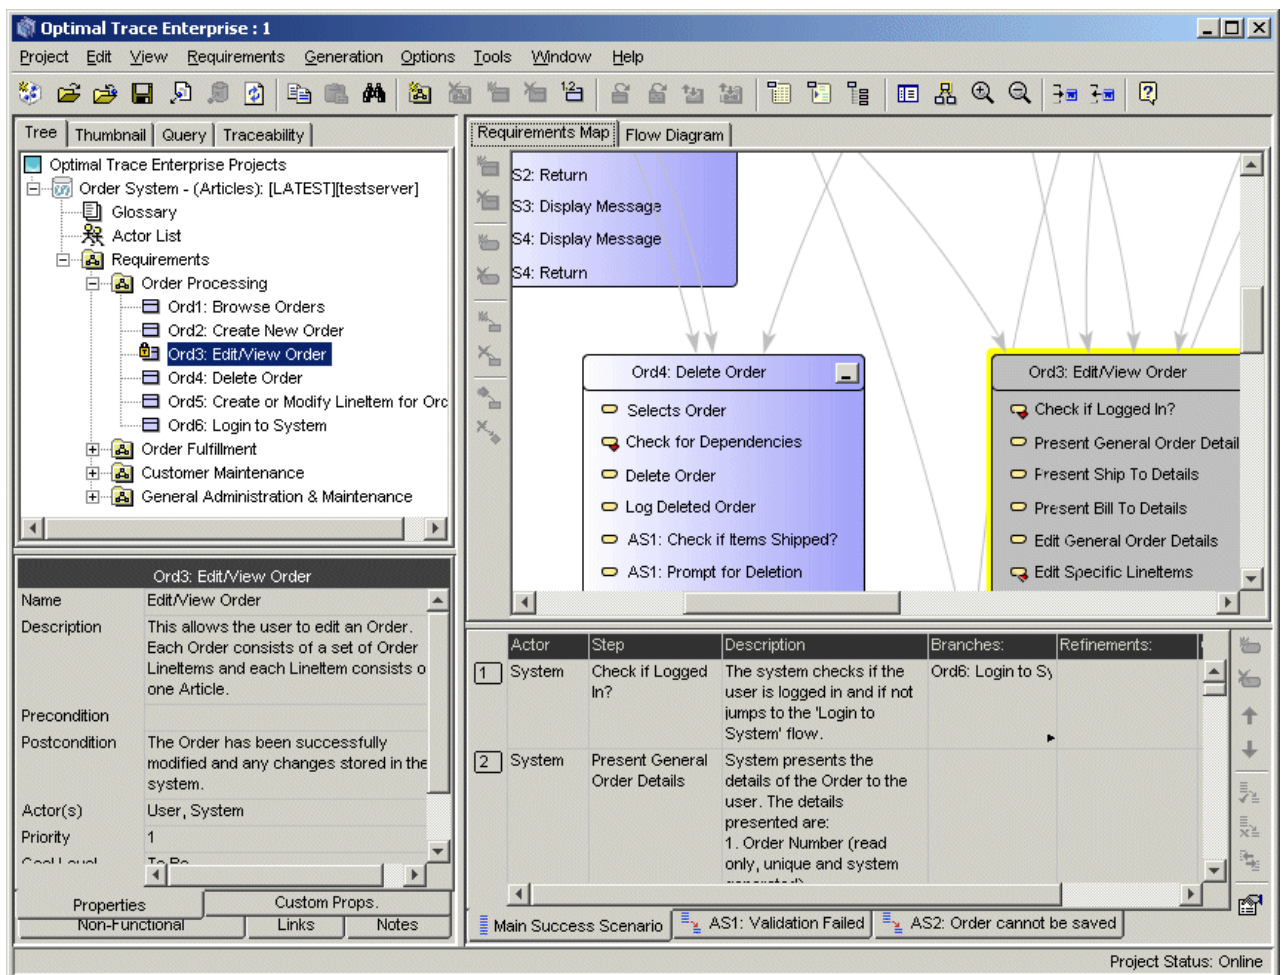 Optimal Trace Enterprise : 1
Project Edit View Requirements Generation Options Tools Window Help
Tree Thumbnail Query Traceability
Optimal Trace Enterprise Projects
Order System - (Articles): [LATEST][testserver]
Glossary
Actor List
Requirements
Order Processing
Ord1: Browse Orders
Ord2: Create New Order
Ord3: Edit/View Order
Ord4: Delete Order
Ord5: Create or Modify LineItem for Orc
Ord6: Login to System
Order Fulfillment
Customer Maintenance
General Administration & Maintenance
Ord3: Edit/View Order
Name Edit/View Order
Description This allows the user to edit an Order.
Each Order consists of a set of Order
LineItems and each LineItem consists o
one Article.
Precondition
Postcondition The Order has been successfully
modified and any changes stored in the
system.
Actor(s) User, System
Priority 1
Properties Custom Props.
Non-Functional Links Notes
Requirements Map Flow Diagram
S2: Return
S3: Display Message
S4: Display Message
S4: Return
Ord4: Delete Order
Selects Order
Check for Dependencies
Delete Order
Log Deleted Order
AS1: Check if Items Shipped?
AS1: Prompt for Deletion
Ord3: Edit/View Order
Check if Logged In?
Present General Order Detail
Present Ship To Details
Present Bill To Details
Edit General Order Details
Edit Specific LineItems
Actor Step Description Branches: Refinements:
1 System Check if Logged The system checks if the Ord6: Login to Sy
In? user is logged in and if not
jumps to the 'Login to
System' flow.
2 System Present General System presents the
Order Details details of the Order to the
user. The details
presented are:
1. Order Number (read
only, unique and system
Main Success Scenario AS1: Validation Failed AS2: Order cannot be saved
Project Status: Online